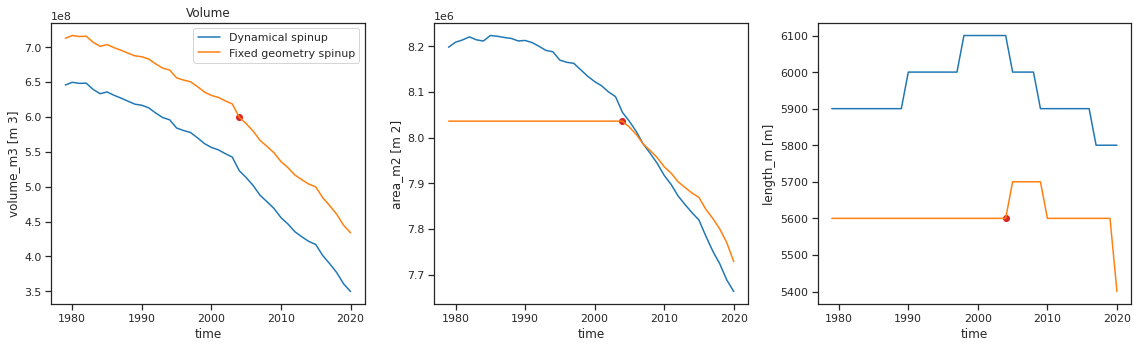 Volume
1e8
volume_m3 [m 3]
7.0
6.5
6.0
5.5
5.0
4.5
4.0
3.5
Dynamical spinup
Fixed geometry spinup
1980 1990 2000 2010 2020
time
1e6
area_m2 [m 2]
8.2
8.1
8.0
7.9
7.8
7.7
1980 1990 2000 2010 2020
time
length_m [m]
6100
6000
5900
5800
5700
5600
5500
5400
1980 1990 2000 2010 2020
time